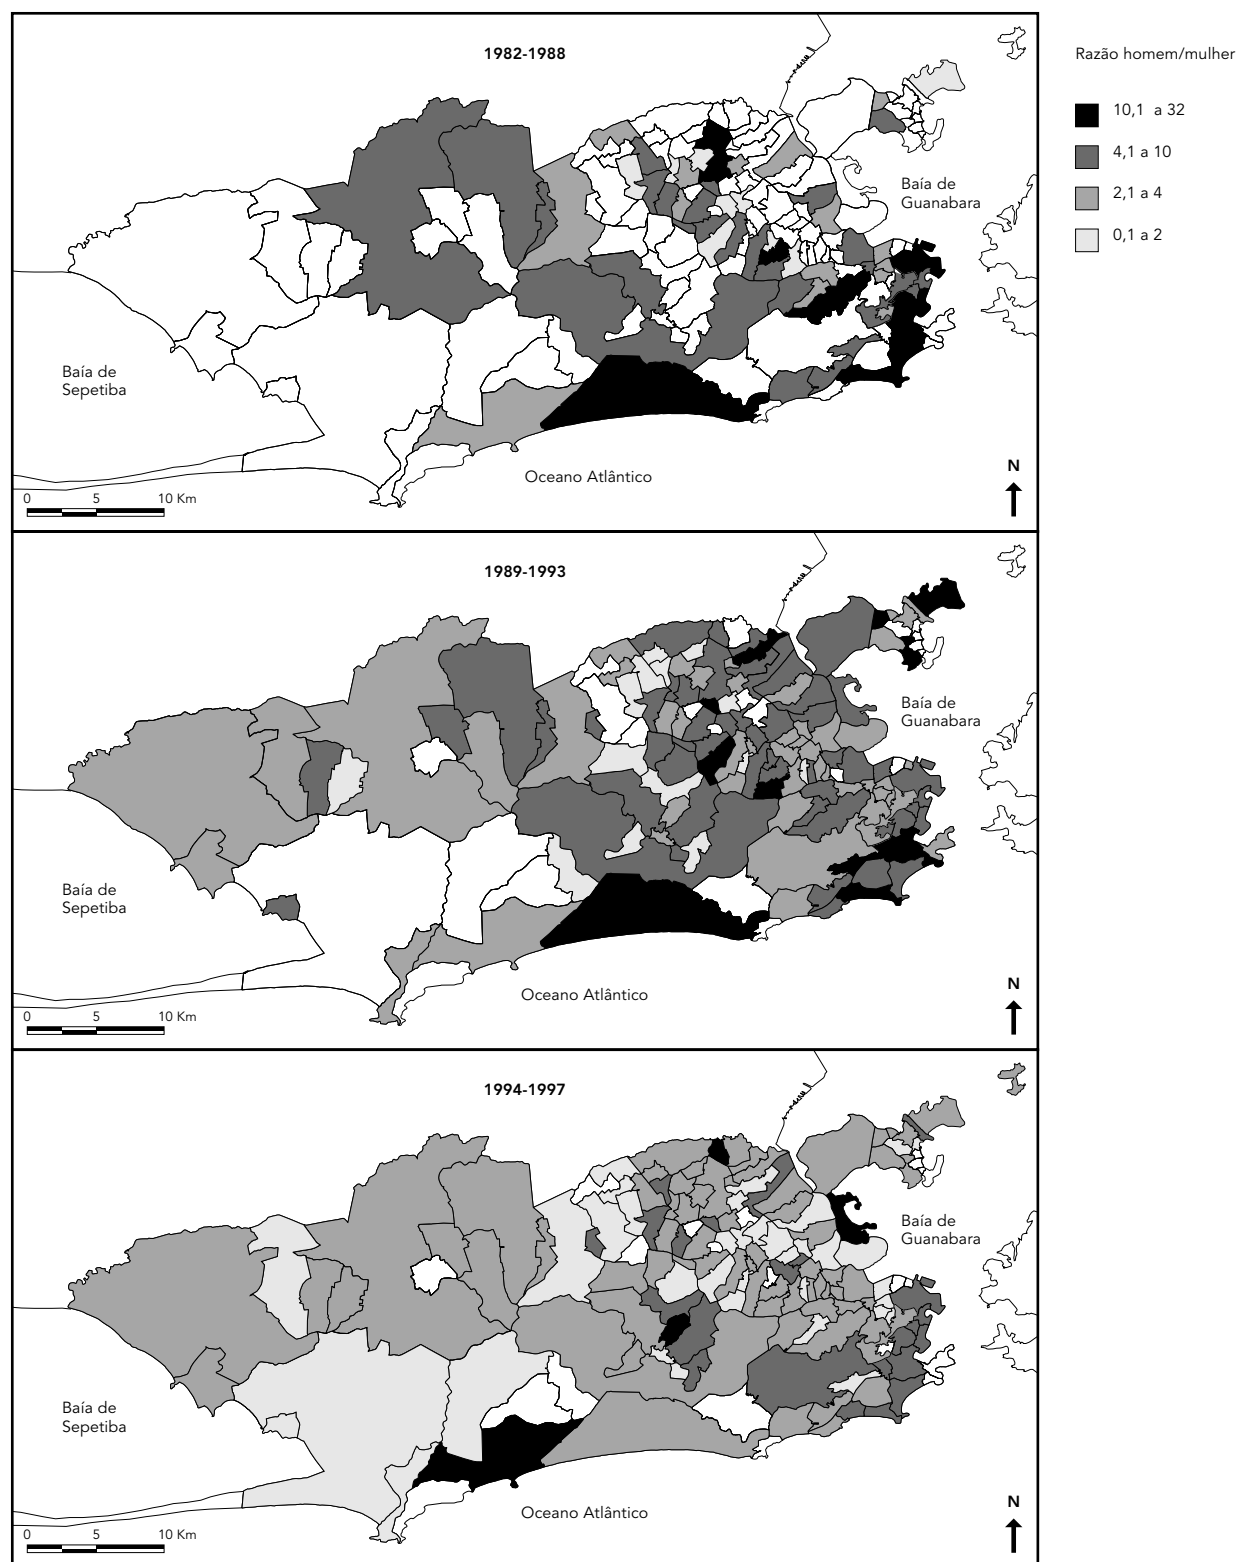 1982-1988
Razão homem/mulher
10,1 a 32
4,1 a 10
2,1 a 4
0,1 a 2
Baía de
Guanabara
Baía de
Sepetiba
Oceano Atlântico
N
0 5 10 Km
1989-1993
Baía de
Guanabara
Baía de
Sepetiba
Oceano Atlântico
N
0 5 10 Km
1994-1997
Baía de
Guanabara
Baía de
Sepetiba
Oceano Atlântico
N
0 5 10 Km